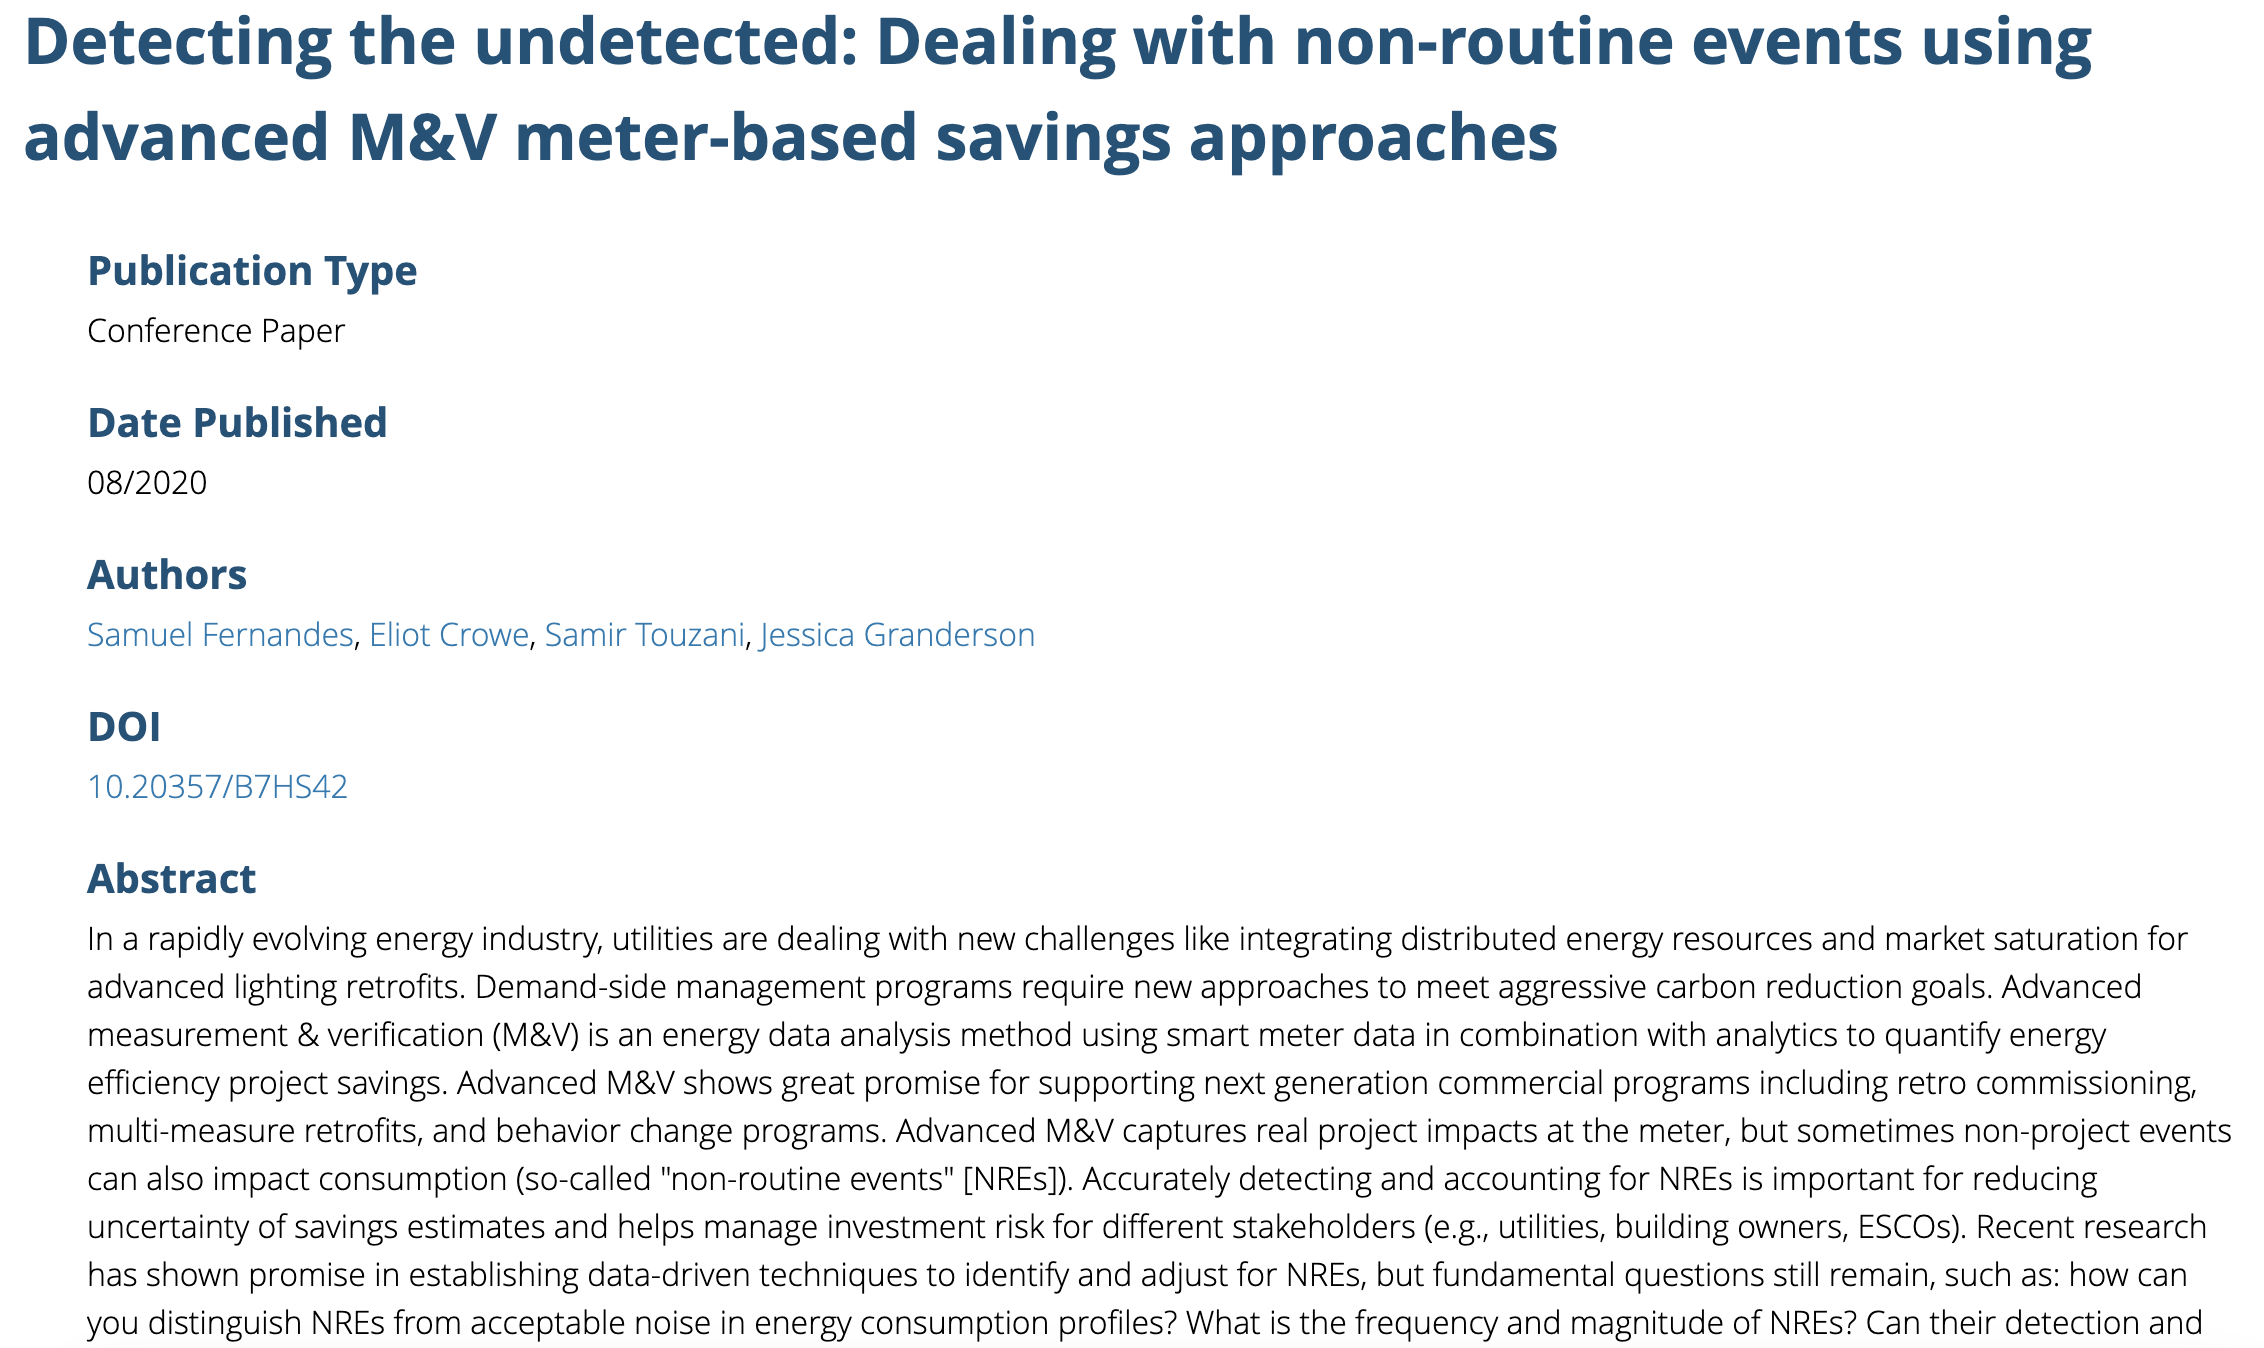 Detecting the undetected: Dealing with non-routine events using
advanced M&V meter-based savings approaches
Publication Type
Conference Paper
Date Published
08/2020
Authors
Samuel Fernandes, Eliot Crowe, Samir Touzani, Jessica Granderson
DOI
10.20357/B7HS42
Abstract
In a rapidly evolving energy industry, utilities are dealing with new challenges like integrating distributed energy resources and market saturation for
advanced lighting retrofits. Demand-side management programs require new approaches to meet aggressive carbon reduction goals. Advanced
measurement & verification (M&V) is an energy data analysis method using smart meter data in combination with analytics to quantify energy
efficiency project savings. Advanced M&V shows great promise for supporting next generation commercial programs including retro commissioning,
multi-measure retrofits, and behavior change programs. Advanced M&V captures real project impacts at the meter, but sometimes non-project events
can also impact consumption (so-called "non-routine events" [NREs]). Accurately detecting and accounting for NREs is important for reducing
uncertainty of savings estimates and helps manage investment risk for different stakeholders (e.g., utilities, building owners, ESCOs). Recent research
has shown promise in establishing data-driven techniques to identify and adjust for NREs, but fundamental questions still remain, such as: how can
you distinguish NREs from acceptable noise in energy consumption profiles? What is the frequency and magnitude of NREs? Can their detection and